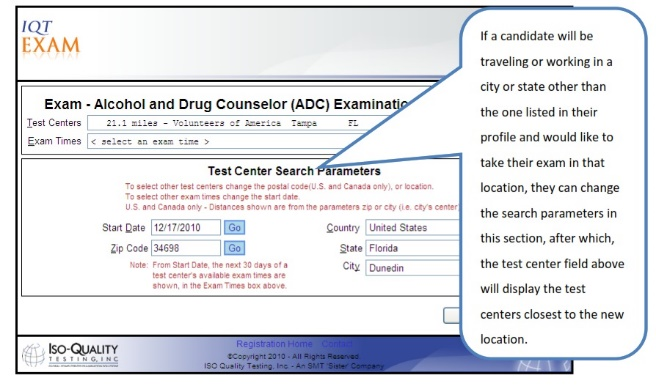 IQT
EXAM
Exam - Alcohol and Drug Counselor (ADC) Examinatio
Test Centers 21.1 miles - Volunteers of America Tampa FL
Exam Times < select an exam time >
Test Center Search Parameters
To select other test centers change the postal code(U.S. and Canada only), or location.
To select other exam times change the start date.
U.S. and Canada only - Distances shown are from the parameters zip or city (i.e. city's center
Start Date 12/17/2010 Go Country United States
Zip Code 34698 Go State Florida
Note: From Start Date, the next 30 days of a City Dunedin
test center's available exam times are
shown, in the Exam Times box above.
ISO-QUALITY
TESTING, INC
Registration Home Contact
©Copyright 2010 - All Rights Reserved
ISO Quality Testing, Inc - An SMT 'Sister' Company
If a candidate will be
traveling or working in a
city or state other than
the one listed in their
profile and would like to
take their exam in that
location, they can change
the search parameters in
this section, after which,
the test center field above
will display the test
centers closest to the new
location.